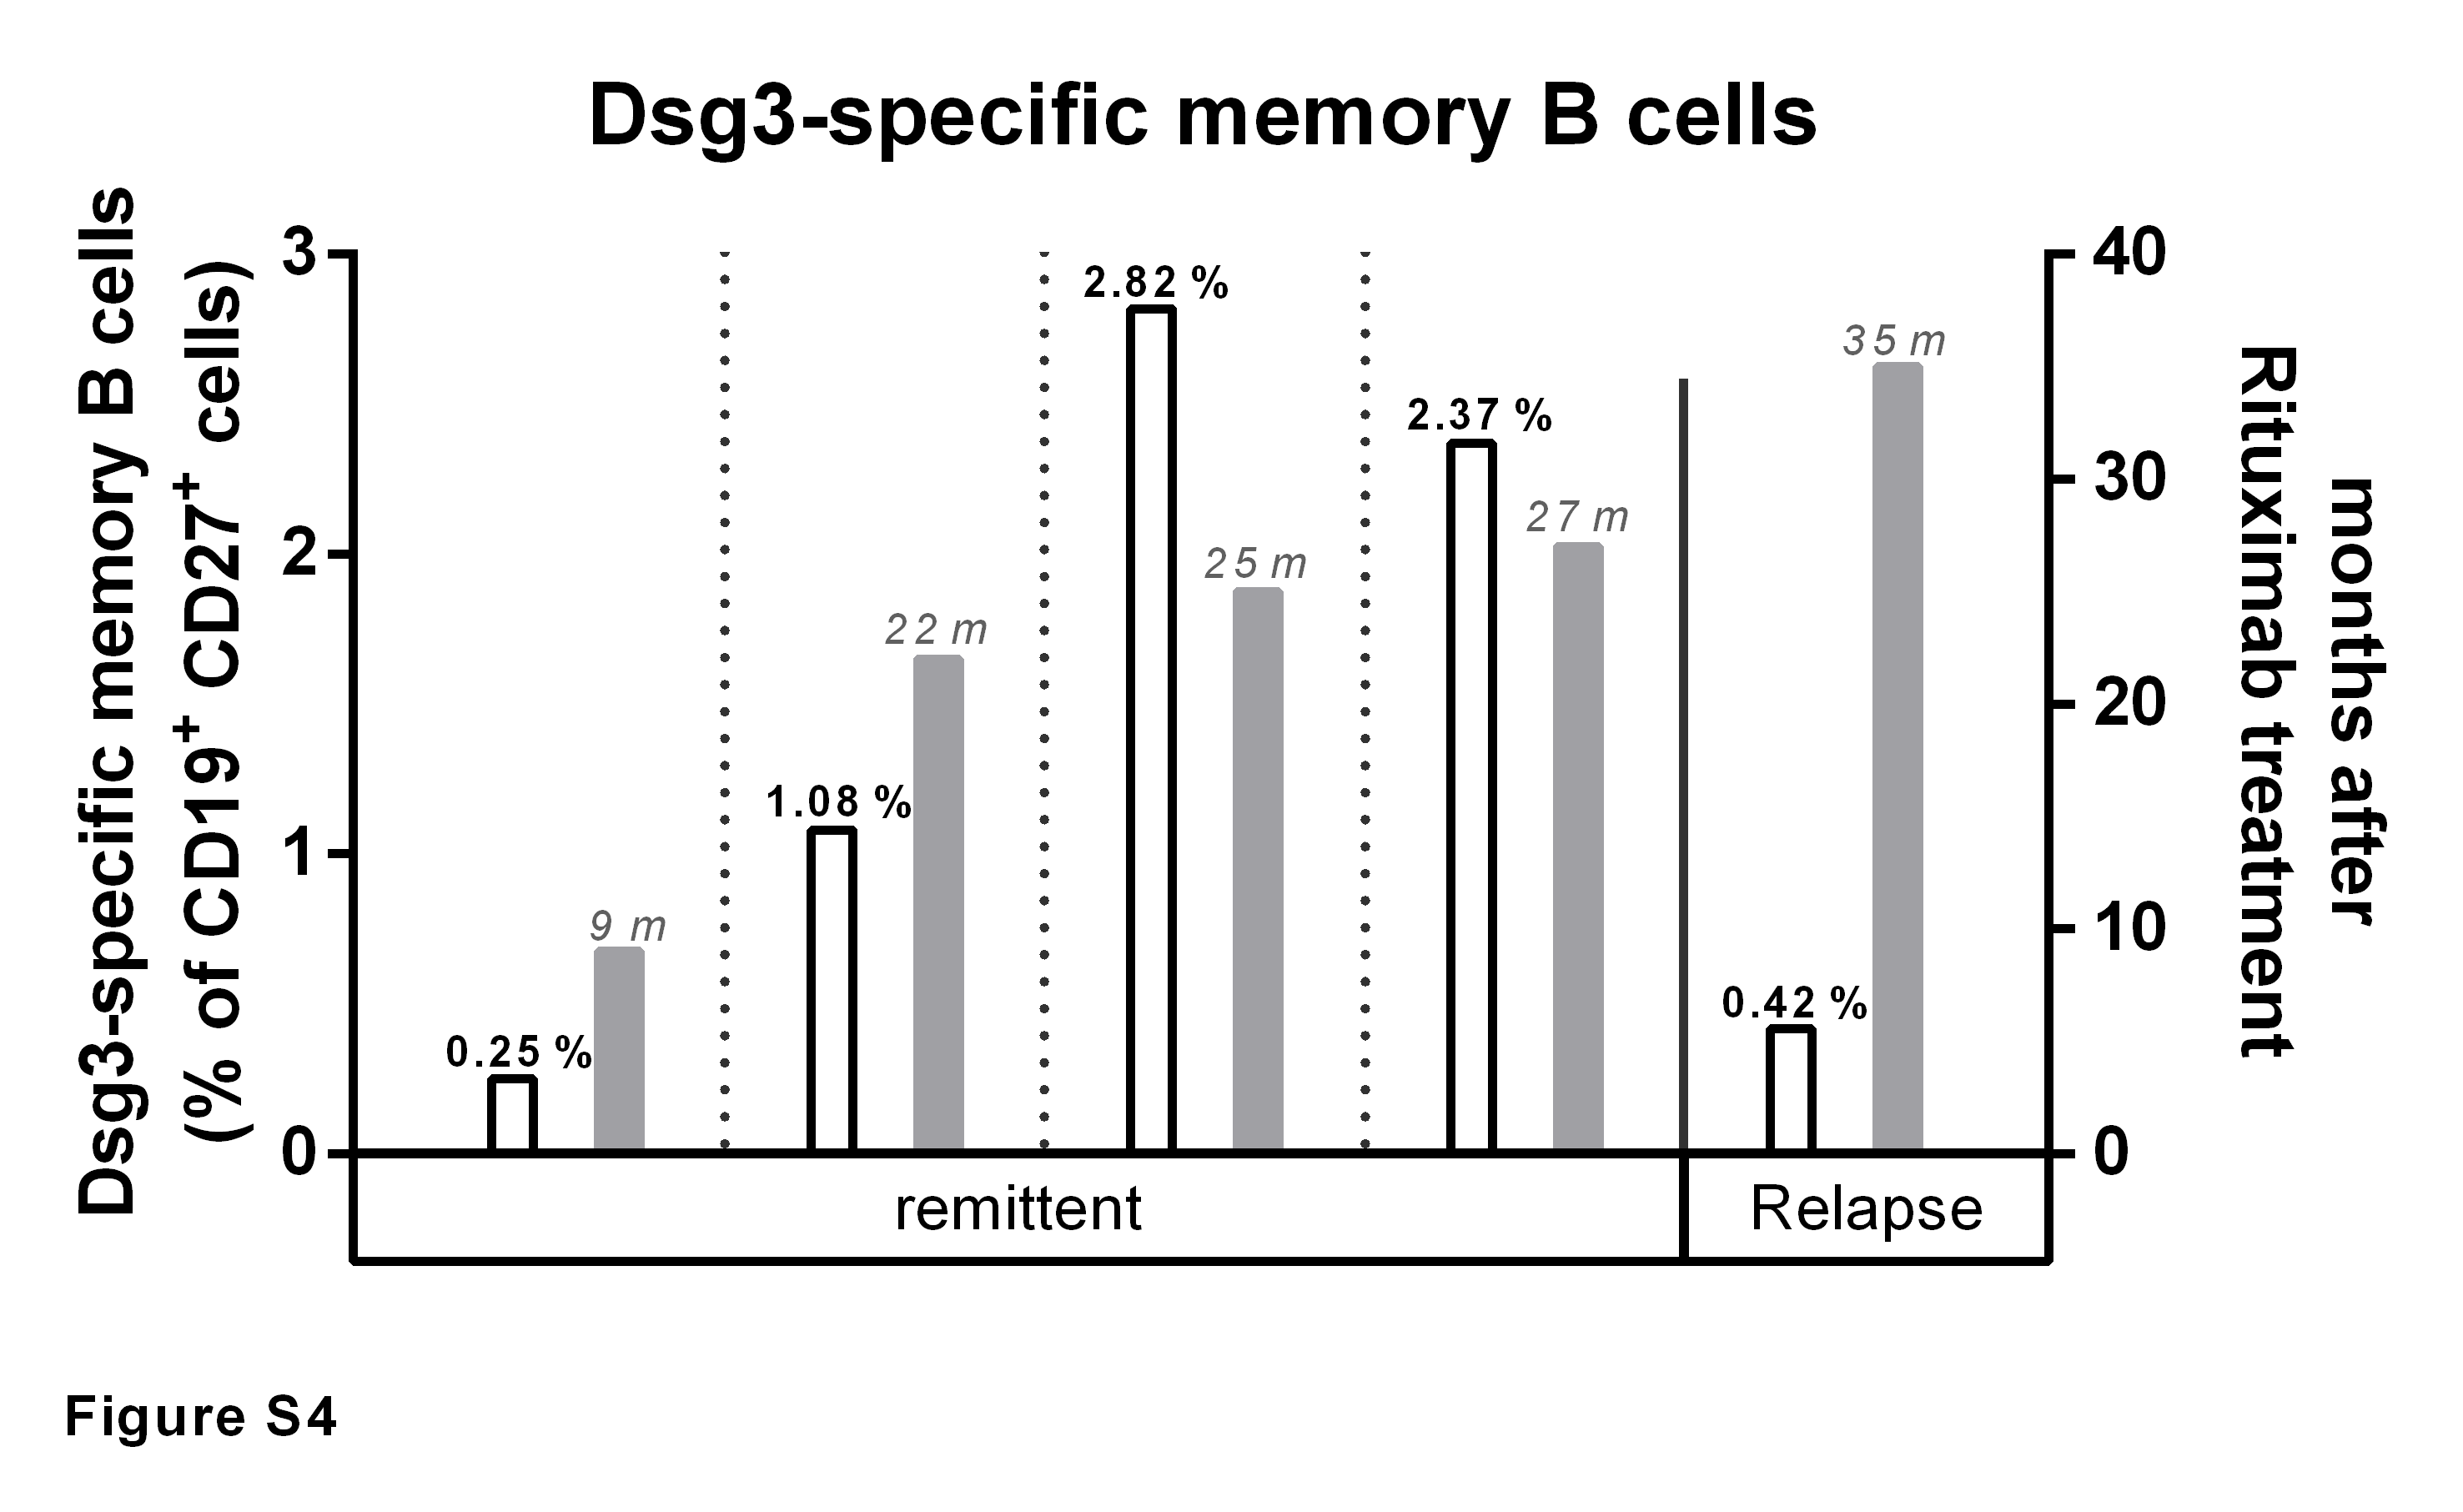 Dsg3-specific memory B cells
Dsg3-specific memory B cells
(% of CD19+ CD27+ cells)
3
2
1
0
0.25 %
9 m
1.08 %
22 m
2.82 %
25 m
2.37 %
27 m
0.42 %
35 m
40
30
20
10
0
months after
Rituximab treatment
remittent
Relapse
Figure S4